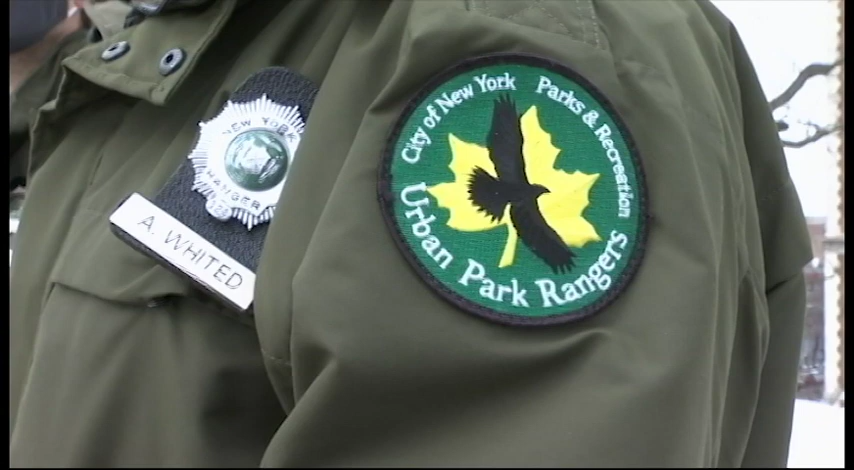 NEW YORK
RANGER
A. WHITED
City of New York Parks & Recreation
Urban Park Rangers